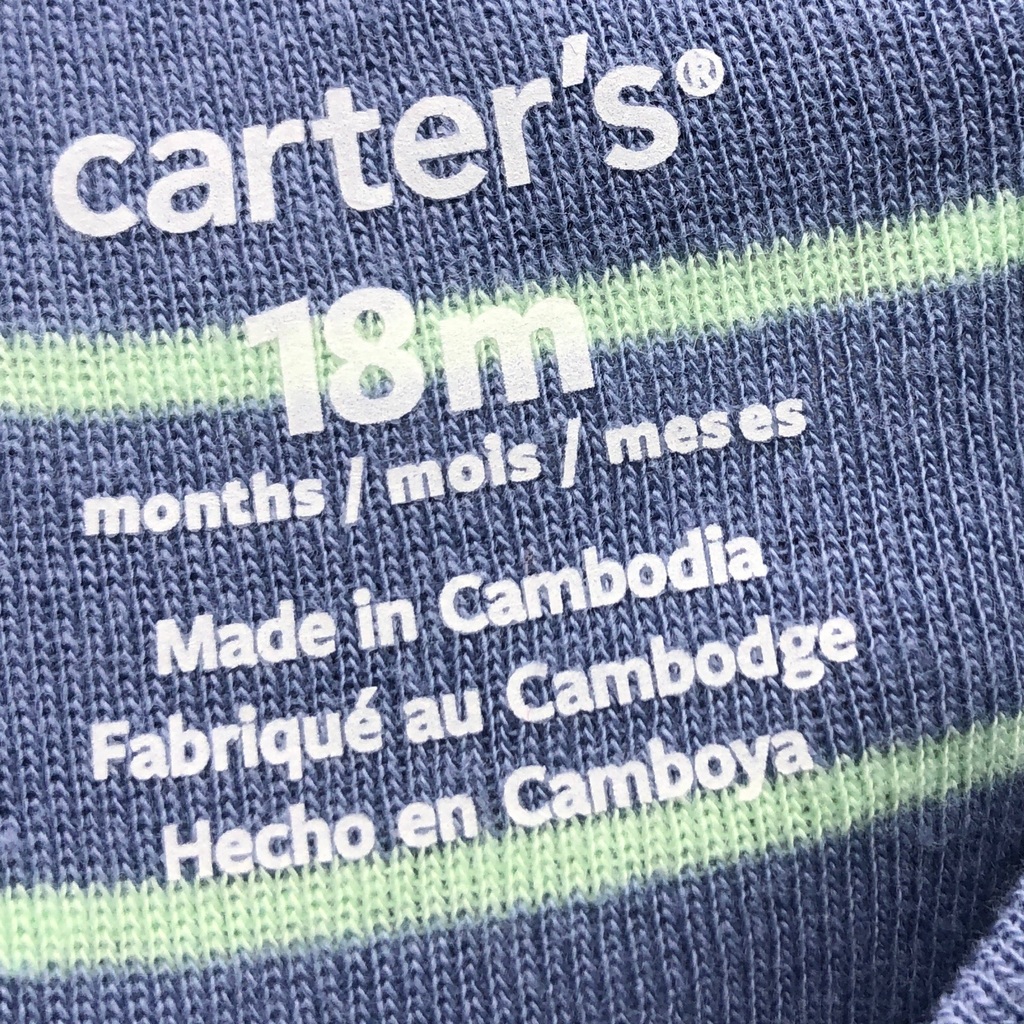 carter's®
18m
months / mois / meses
Made in Cambodia
Fabriqué au Cambodge
Hecho en Camboya